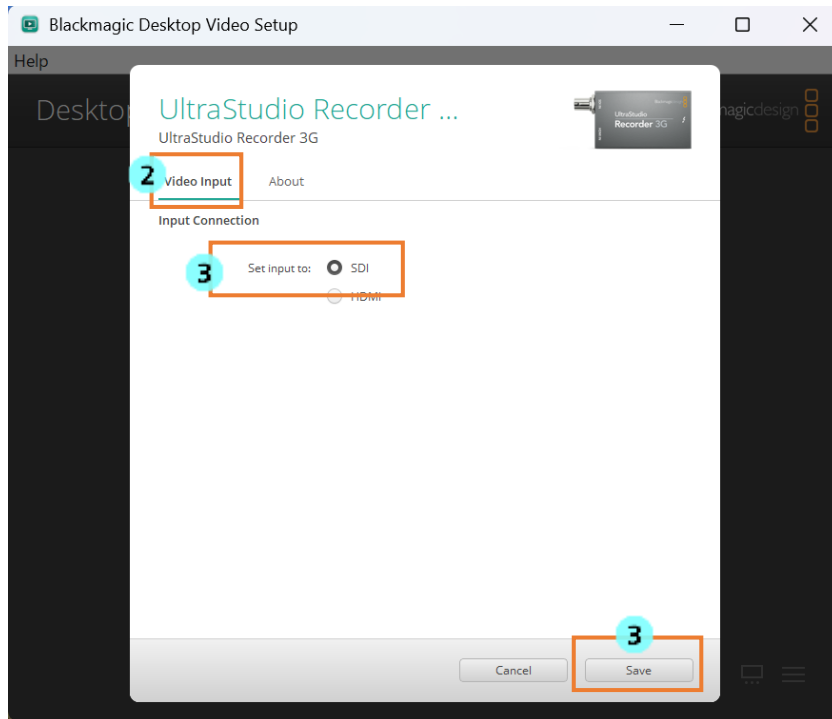 Blackmagic Desktop Video Setup
Help
UltraStudio Recorder ...
UltraStudio Recorder 3G
UltraStudio
Recorder 3G
magicdesign
2
Video Input About
Input Connection
3
Set input to: SDI
HDMI
3
Cancel Save